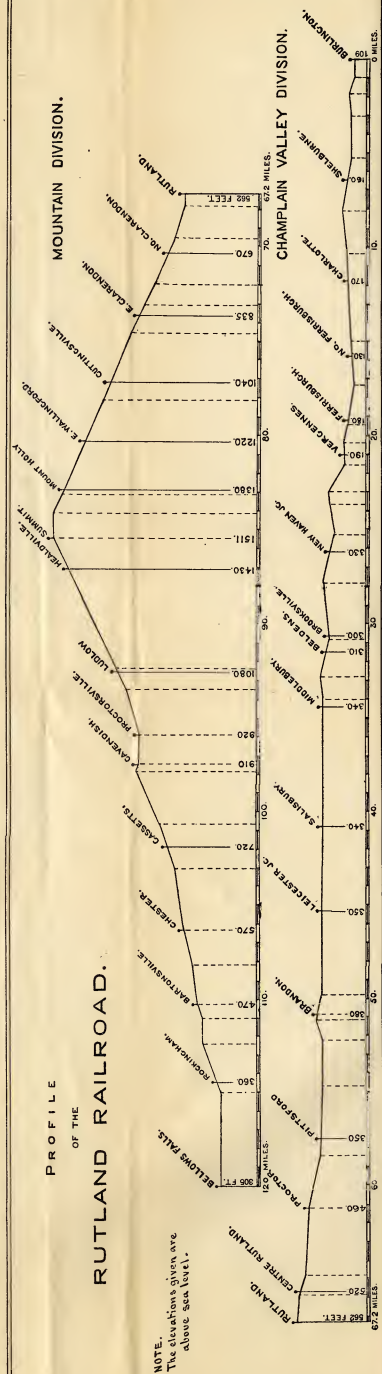 PROFILE
OF THE
RUTLAND RAILROAD.
NOTE.
The elevations given are
above sea level.
MOUNTAIN DIVISION.
BELLOWS FALLS.
ROCKINGHAM.
BARTONSVILLE.
CHESTER.
CASSETTS.
CAVENDISH.
PROCTORSVILLE.
LUDLOW
HEALDVILLE.
SUMMIT.
MOUNT HOLLY
E. WALLINGFORD.
CUTTINGSVILLE.
E. CLARENDON.
NO. CLARENDON.
RUTLAND.
305 FT.
360
470
570
720
910
920
1080
1430
1511.
1380
1220
1040
835
670
562 FEET.
120 MILES.
110.
100.
90.
80.
70.
67.2 MILES.
CHAMPLAIN VALLEY DIVISION.
RUTLAND.
CENTRE RUTLAND.
PROCTOR
PITTSFORD
BRANDON.
LEICESTER JC.
SALISBURY.
MIDDLEBURY.
BELDENS.
BROOKSVILLE.
NEW HAVEN JC.
VERGENNES.
FERRISBURGH.
NO. FERRISBURGH.
CHARLOTTE.
SHELBURNE.
BURLINGTON.
562 FEET.
520
460
350
380
350
340
340
310
300
330
190
180
130
170
160
109
67.2 MILES.
60
50.
40.
30.
20.
10.
0 MILES.